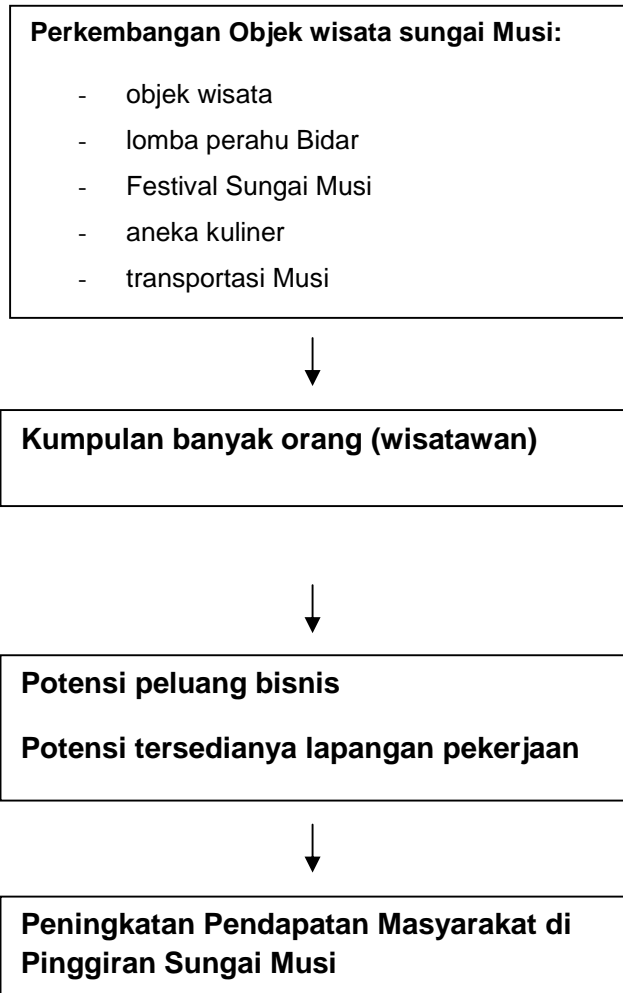 Perkembangan Objek wisata sungai Musi:
- objek wisata
- lomba perahu Bidar
- Festival Sungai Musi
- aneka kuliner
- transportasi Musi
Kumpulan banyak orang (wisatawan)
Potensi peluang bisnis
Potensi tersedianya lapangan pekerjaan
Peningkatan Pendapatan Masyarakat di
Pinggiran Sungai Musi